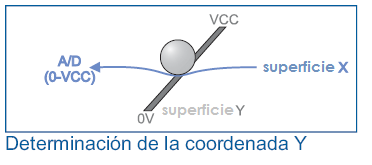 VCC
A/D
(0-VCC)
superficie X
superficie Y
0V
Determinación de la coordenada Y